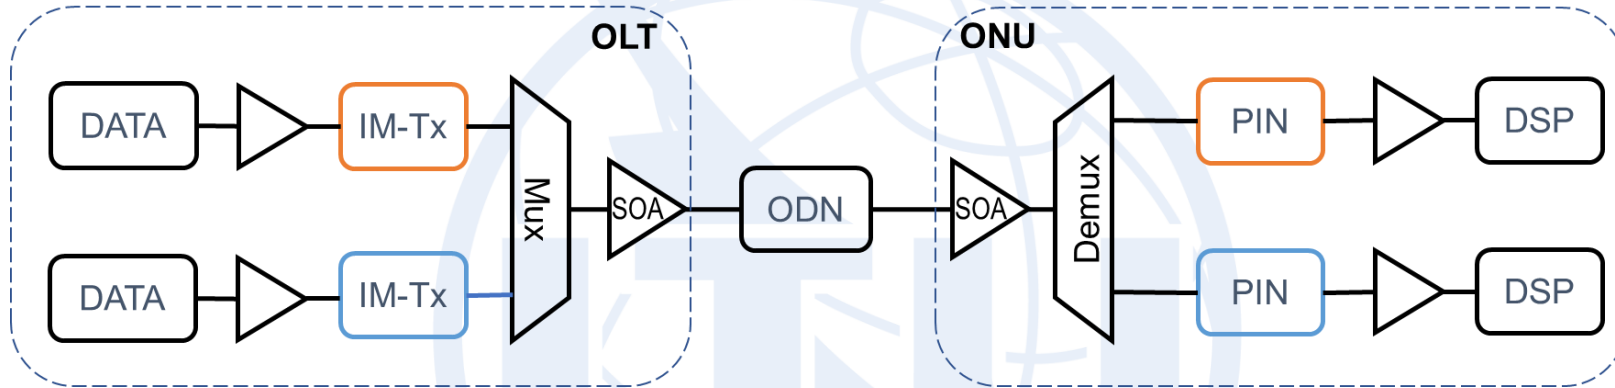 OLT
ONU
DATA
IM-Tx
Mux
SOA
ODN
SOA
Demux
PIN
DSP
DATA
IM-Tx
PIN
DSP